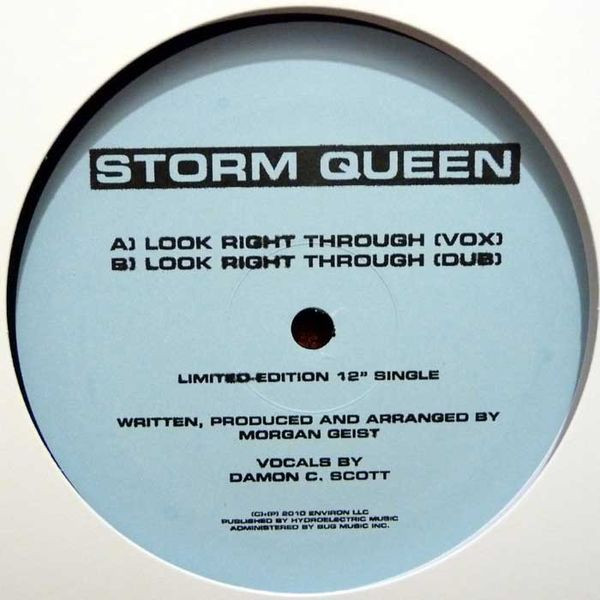 STORM QUEEN
A) LOOK RIGHT THROUGH (VOX)
B) LOOK RIGHT THROUGH (DUB)
LIMITED-EDITION 12" SINGLE
WRITTEN, PRODUCED AND ARRANGED BY
MORGAN GEIST
VOCALS BY
DAMON C. SCOTT
(C)+(P) 2010 ENVIRON LLC
PUBLISHED BY HYDROELECTRIC MUSIC
ADMINISTERED BY BUG MUSIC INC.